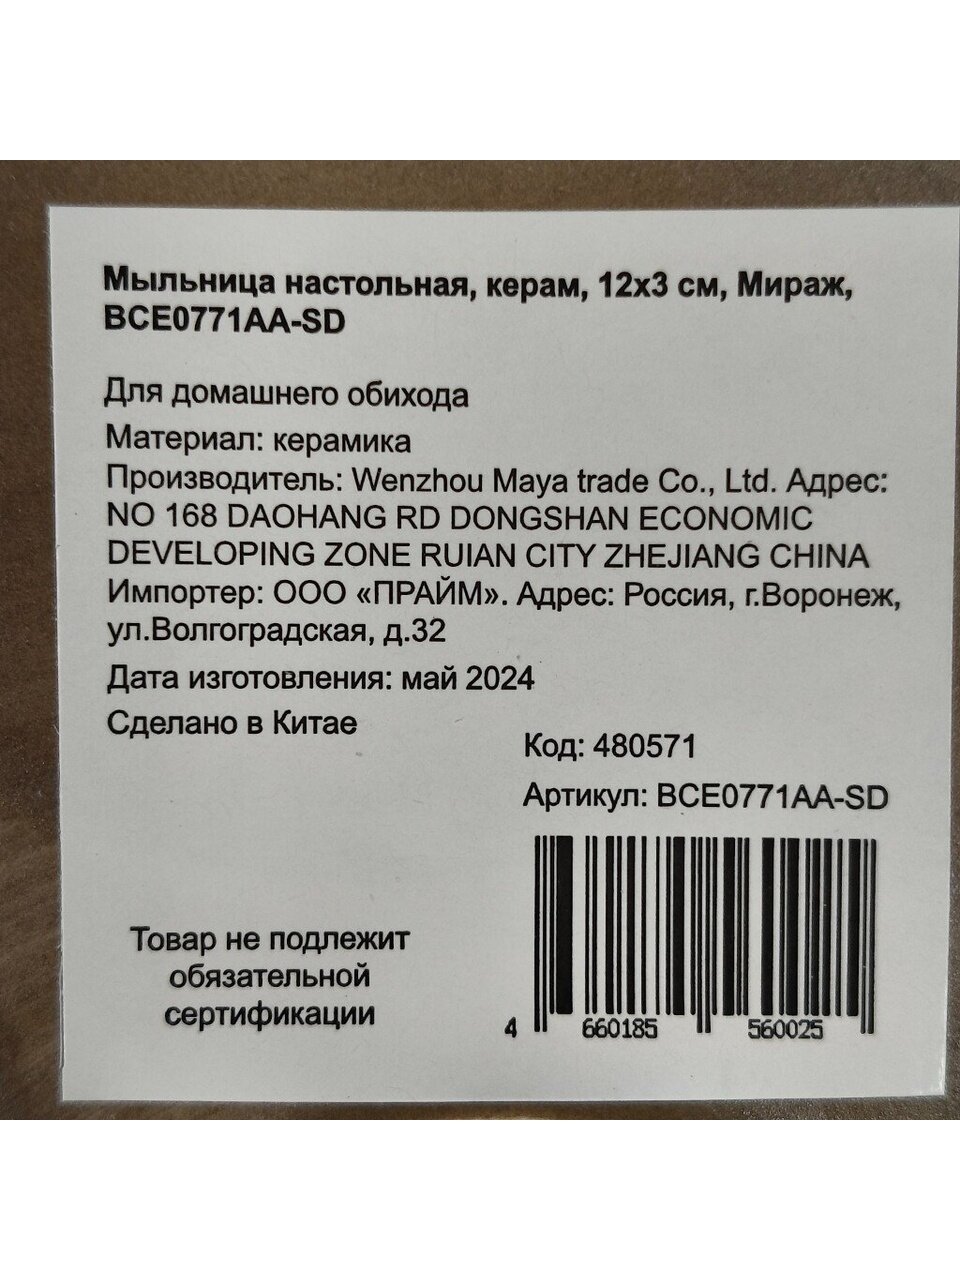 Мыльница настольная, керам, 12х3 см, Мираж,
BCE0771AA-SD
Для домашнего обихода
Материал: керамика
Производитель: Wenzhou Maya trade Co., Ltd. Адрес:
NO 168 DAOHANG RD DONGSHAN ECONOMIC
DEVELOPING ZONE RUIAN CITY ZHEJIANG CHINA
Импортер: ООО «ПРАЙМ». Адрес: Россия, г.Воронеж,
ул.Волгоградская, д.32
Дата изготовления: май 2024
Сделано в Китае
Код: 480571
Артикул: BCE0771AA-SD
Товар не подлежит
обязательной
сертификации
4 660185 560025